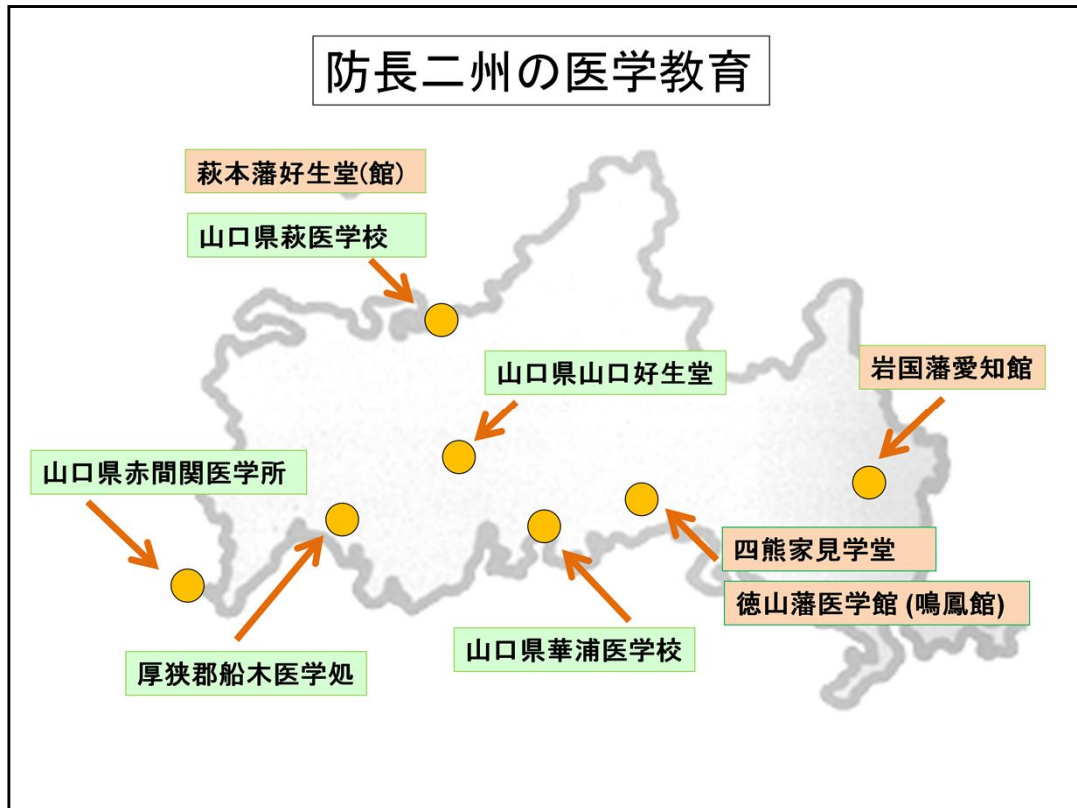 防長二州の医学教育
萩本藩好生堂(館)
山口県萩医学校
山口県山口好生堂
岩国藩愛知館
山口県赤間関医学所
四熊家見学堂
徳山藩医学館 (鳴鳳館)
山口県華浦医学校
厚狭郡船木医学処